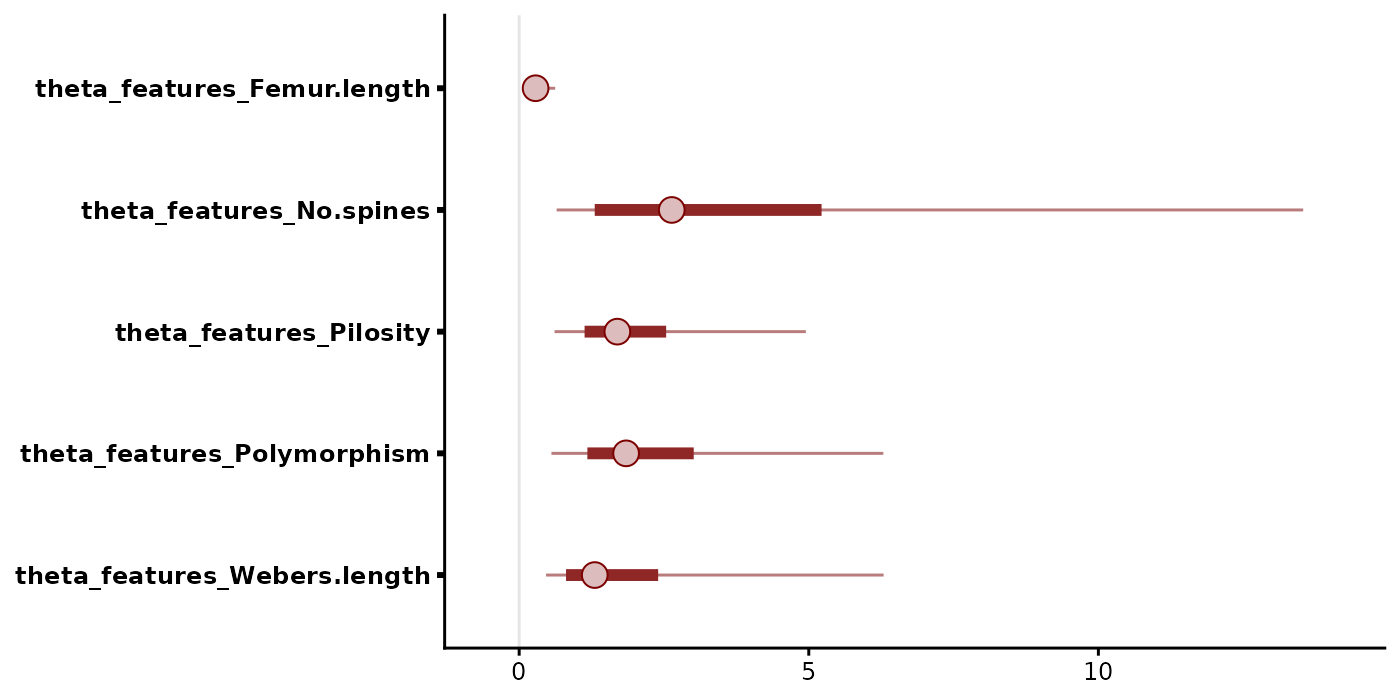 theta_features_Femur.length
theta_features_No.spines
theta_features_Pilosity
theta_features_Polymorphism
theta_features_Webers.length
0 5 10